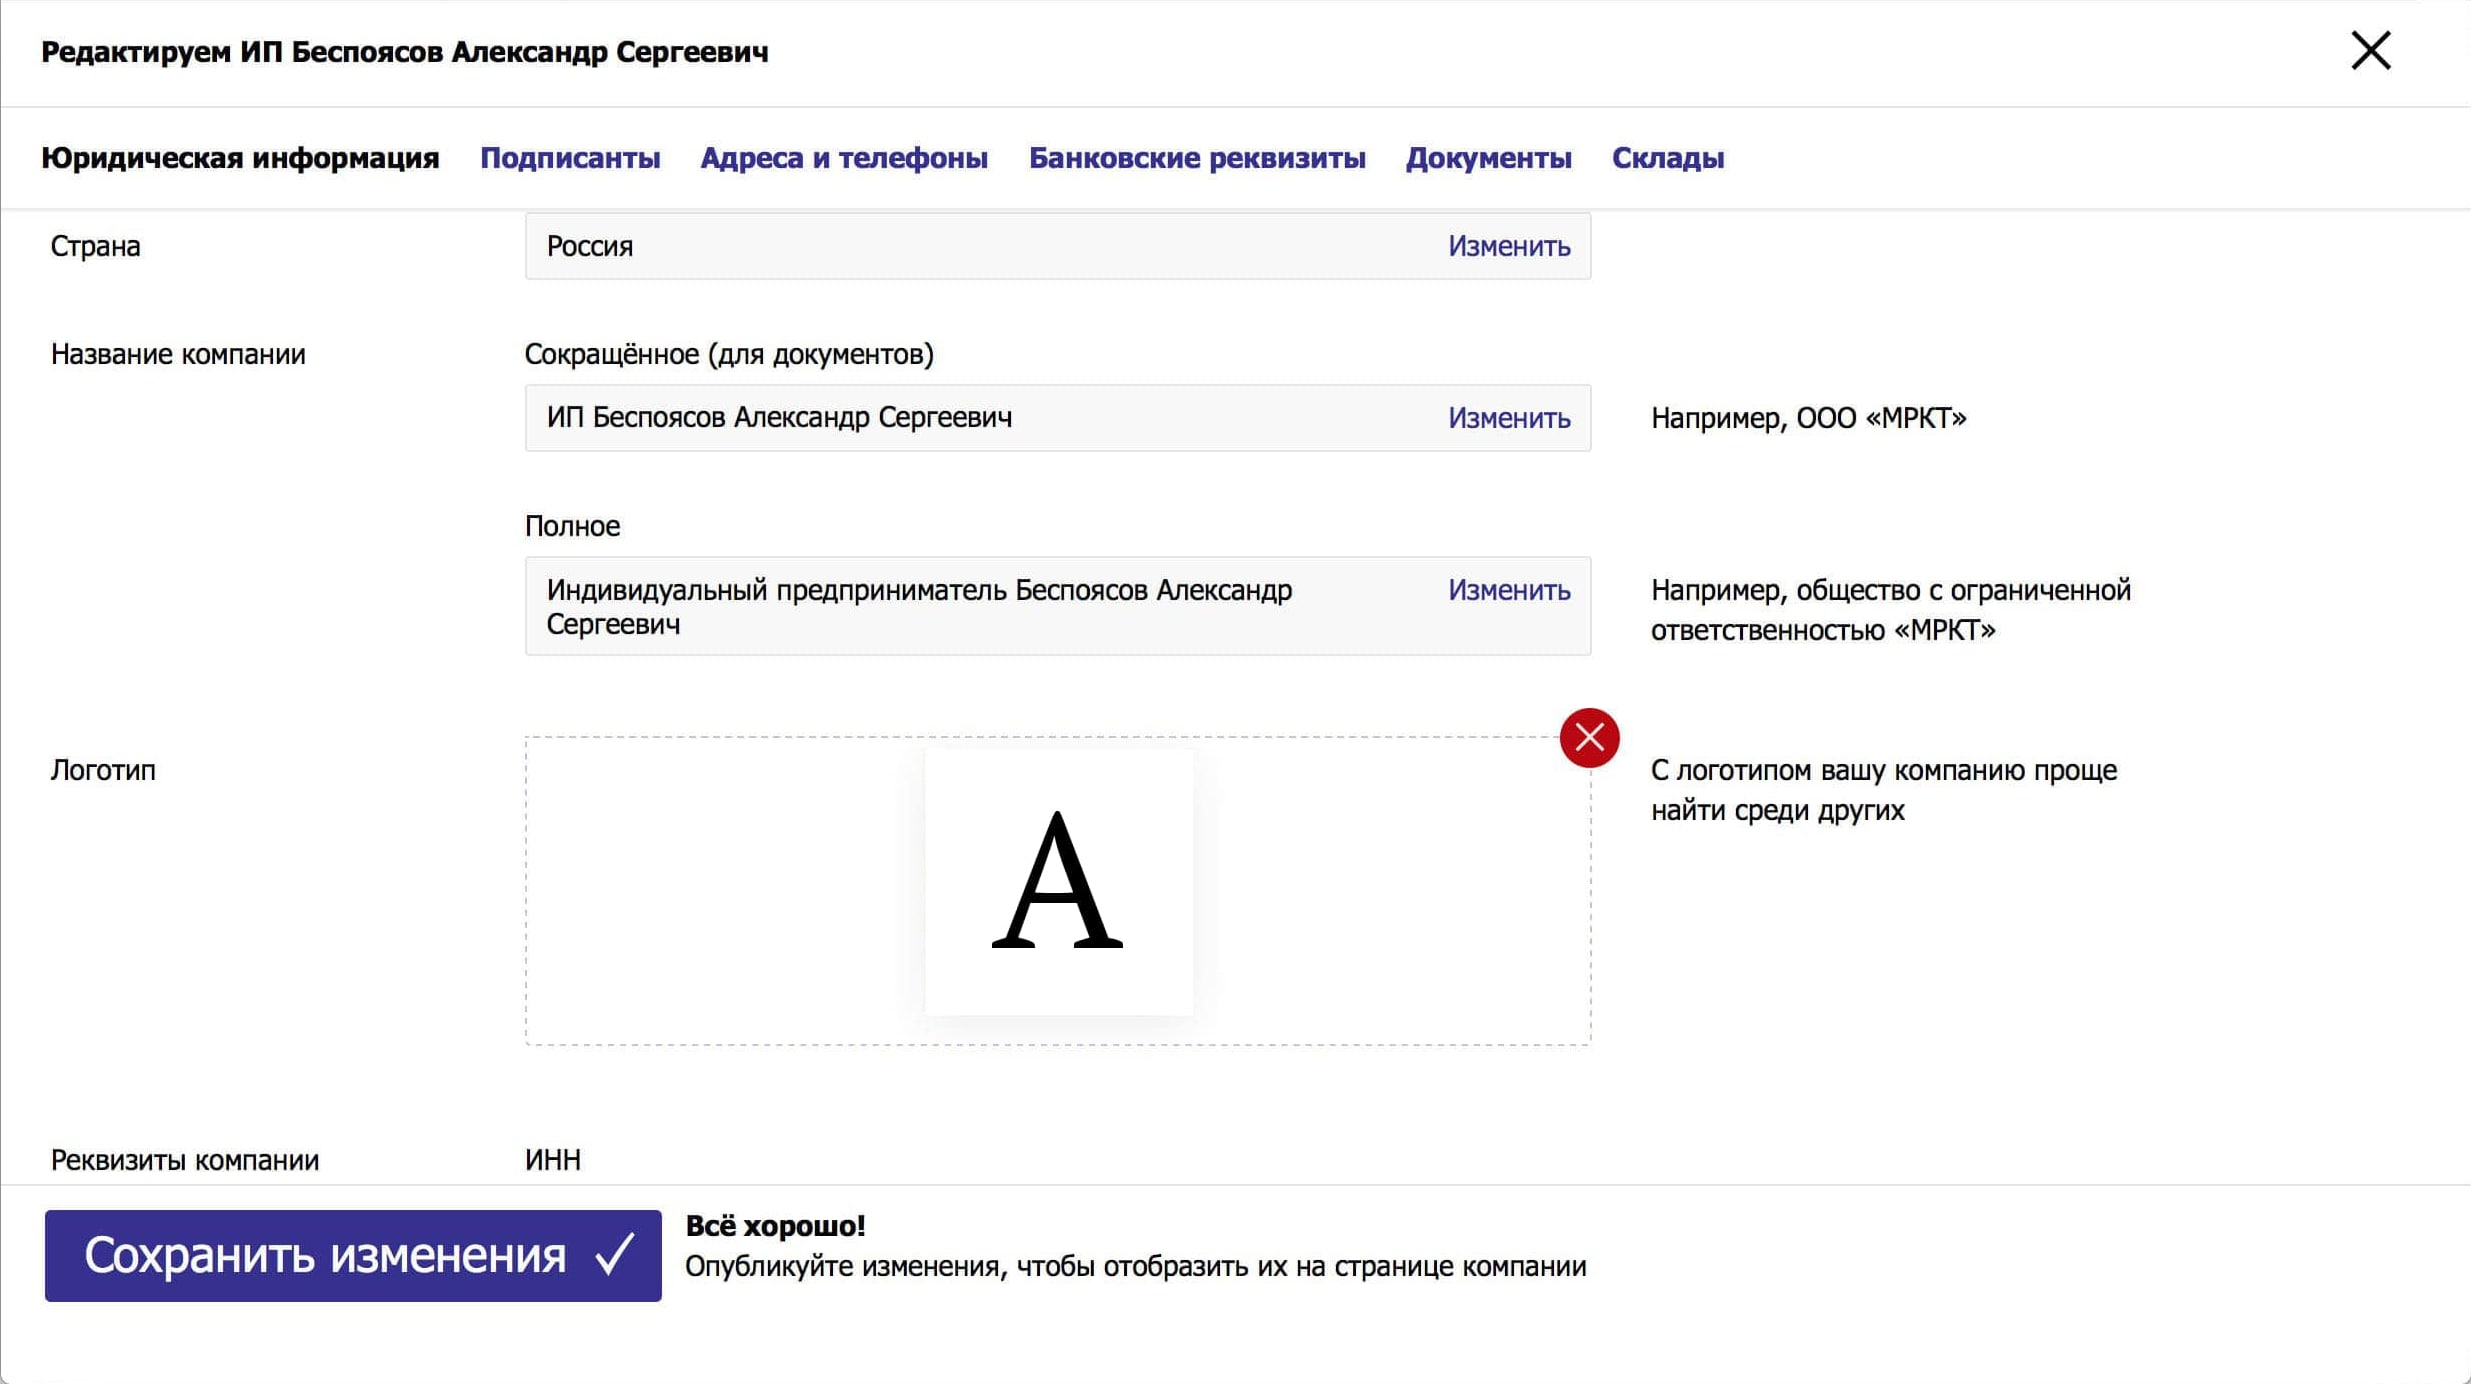 Редактируем ИП Беспоясов Александр Сергеевич
Юридическая информация Подписанты Адреса и телефоны Банковские реквизиты Документы Склады
Страна
Россия Изменить
Название компании
Сокращённое (для документов)
ИП Беспоясов Александр Сергеевич Изменить
Например, ООО «МРКТ»
Полное
Индивидуальный предприниматель Беспоясов Александр
Сергеевич
Изменить
Например, общество с ограниченной
ответственностью «МРКТ»
Логотип
А
С логотипом вашу компанию проще
найти среди других
Реквизиты компании
ИНН
Сохранить изменения ✓
Всё хорошо!
Опубликуйте изменения, чтобы отобразить их на странице компании